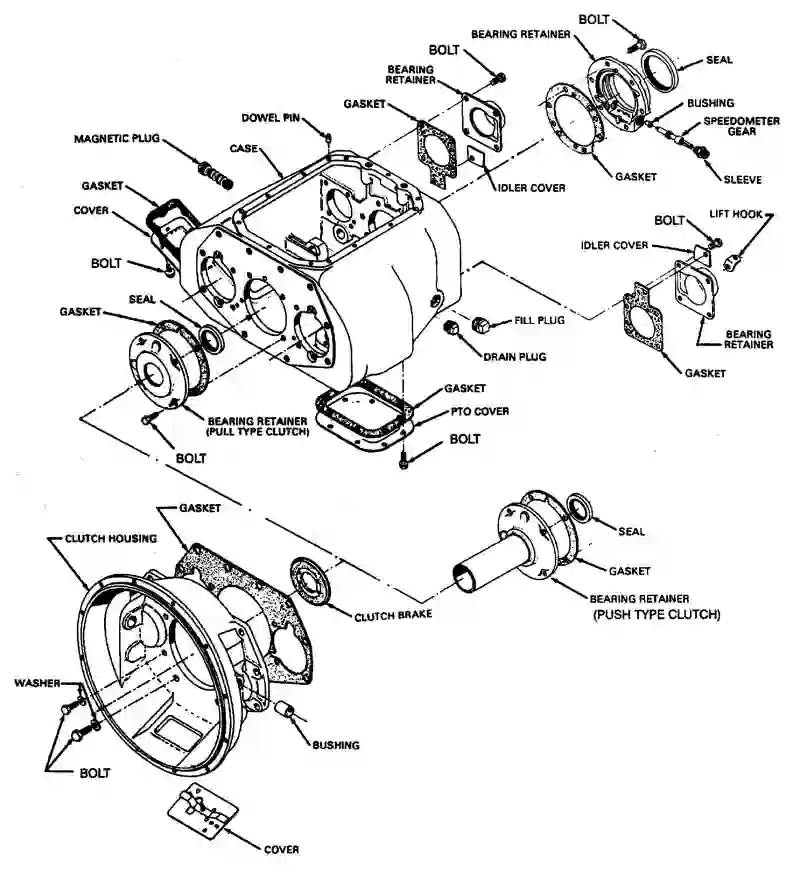 BOLT
BEARING RETAINER
BOLT
SEAL
BEARING
RETAINER
GASKET
BUSHING
DOWEL PIN
SPEEDOMETER
GEAR
MAGNETIC PLUG
CASE
GASKET
SLEEVE
GASKET
IDLER COVER
COVER
BOLT
LIFT HOOK
IDLER COVER
BOLT
SEAL
GASKET
FILL PLUG
BEARING
RETAINER
DRAIN PLUG
GASKET
GASKET
PTO COVER
BEARING RETAINER
(PULL TYPE CLUTCH)
BOLT
BOLT
GASKET
CLUTCH HOUSING
SEAL
GASKET
BEARING RETAINER
(PUSH TYPE CLUTCH)
CLUTCH BRAKE
WASHER
BUSHING
BOLT
COVER